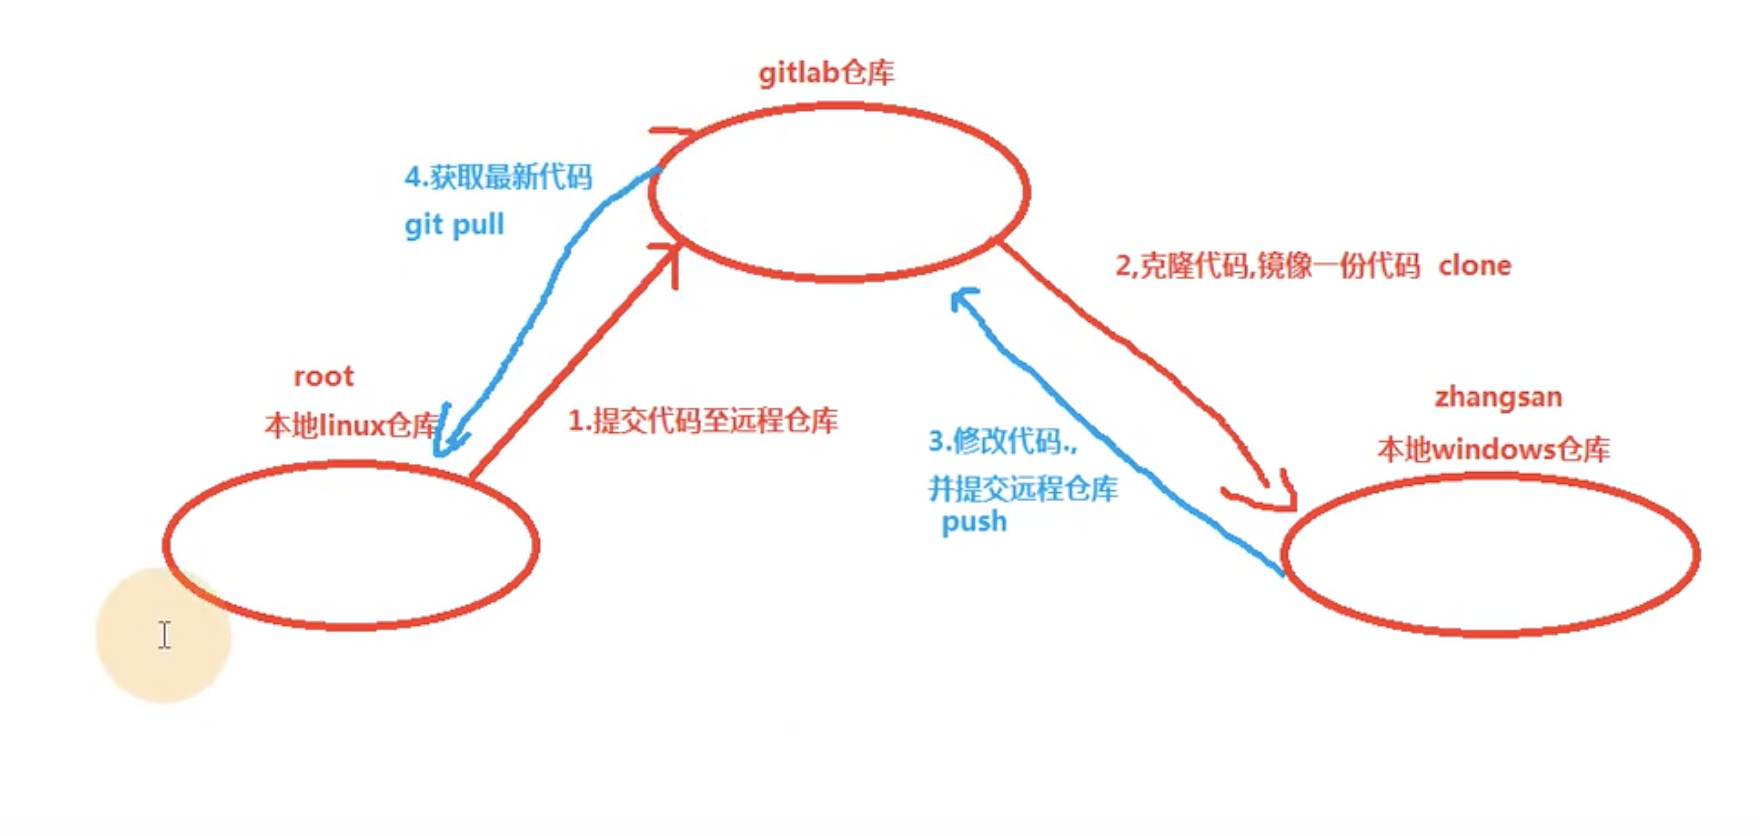 gitlab仓库
4.获取最新代码
git pull
2,克隆代码,镜像一份代码 clone
root
本地linux仓库
1.提交代码至远程仓库
3.修改代码.,
并提交远程仓库
push
zhangsan
本地windows仓库